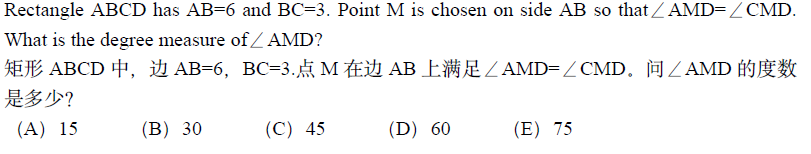 Rectangle ABCD has AB=6 and BC=3. Point M is chosen on side AB so that∠AMD=∠CMD.
What is the degree measure of∠AMD?
矩形 ABCD 中，边 AB=6，BC=3.点 M 在边 AB 上满足∠AMD=∠CMD。问∠AMD 的度数
是多少?
(A) 15 (B) 30 (C) 45 (D) 60 (E) 75